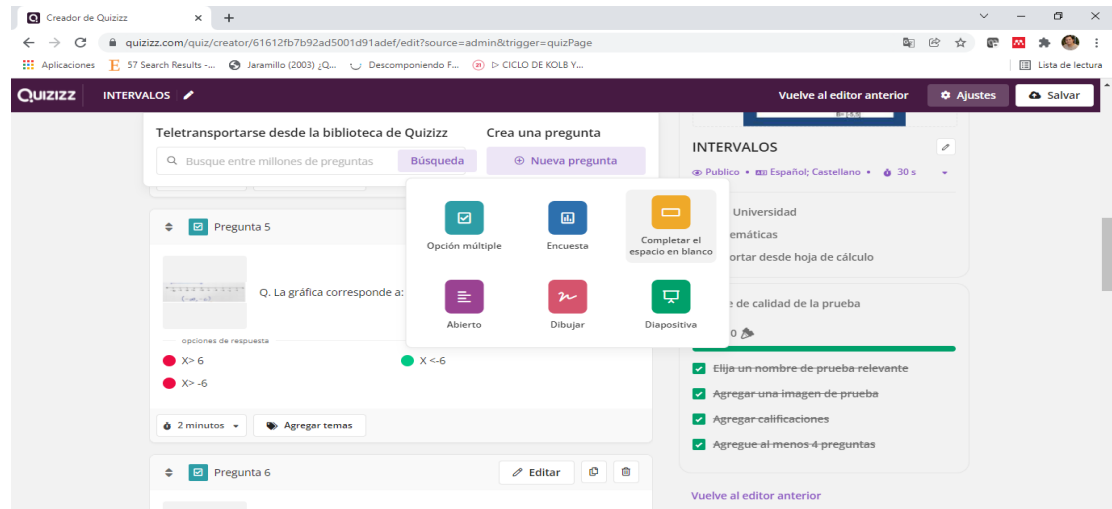 Creador de Quizizz
quizizz.com/quiz/creator/61612fb7b92ad5001d91adef/edit?source=admin&trigger=quizPage
Aplicaciones
57 Search Results -...
Jaramillo (2003) ¿Q...
Descomponiendo F...
▷ CICLO DE KOLB Y...
Lista de lectura
QUIZIZZ
INTERVALOS
Vuelve al editor anterior
Ajustes
Salvar
Teletransportarse desde la biblioteca de Quizizz
Crea una pregunta
Busque entre millones de preguntas
Búsqueda
Nueva pregunta
Opción múltiple
Encuesta
Completar el
espacio en blanco
Abierto
Dibujar
Diapositiva
Pregunta 5
Q. La gráfica corresponde a:
opciones de respuesta
X> 6
X <-6
X> -6
2 minutos
Agregar temas
Pregunta 6
Editar
B= [-5,5]
INTERVALOS
Publico • Español; Castellano • 30 s
Universidad
emáticas
ortar desde hoja de cálculo
e de calidad de la prueba
0
Elija un nombre de prueba relevante
Agregar una imagen de prueba
Agregar calificaciones
Agregue al menos 4 preguntas
Vuelve al editor anterior